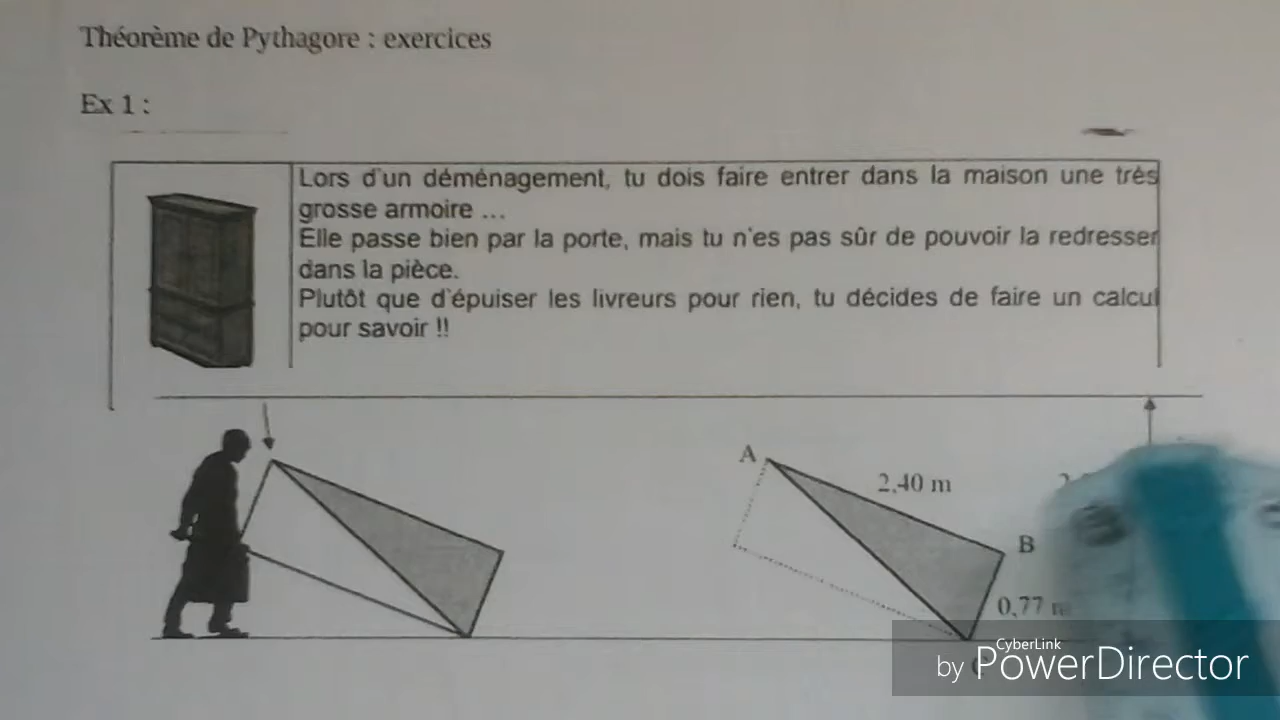 Théorème de Pythagore : exercices
Ex 1 :
Lors d'un déménagement, tu dois faire entrer dans la maison une très
grosse armoire ...
Elle passe bien par la porte, mais tu n'es pas sûr de pouvoir la redresser
dans la pièce.
Plutôt que d'épuiser les livreurs pour rien, tu décides de faire un calcul
pour savoir !!
A
2,40 m
B
0,77 m
CyberLink
by PowerDirector